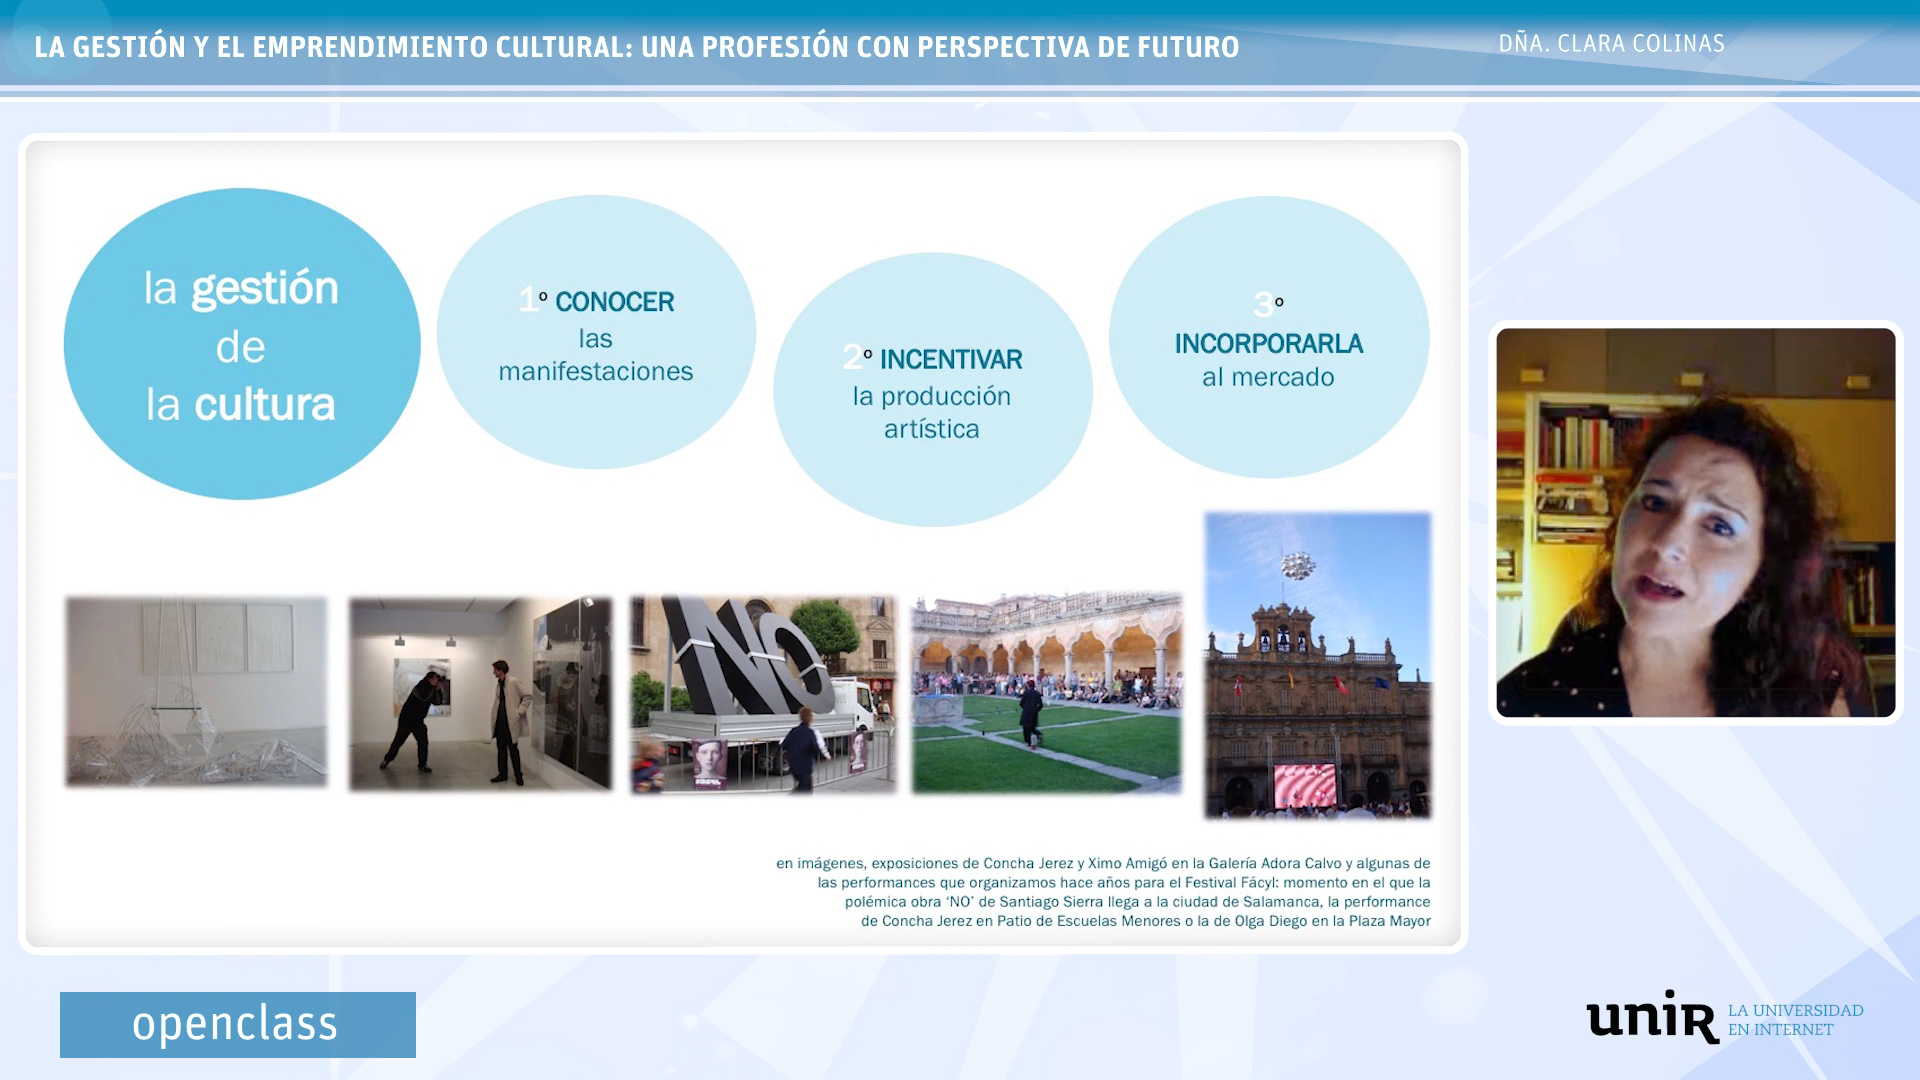 LA GESTIÓN Y EL EMPRENDIMIENTO CULTURAL: UNA PROFESIÓN CON PERSPECTIVA DE FUTURO
DÑA. CLARA COLINAS
la gestión
de
la cultura
1º CONOCER
las
manifestaciones
2º INCENTIVAR
la producción
artística
3º
INCORPORARLA
al mercado
NO
en imágenes, exposiciones de Concha Jerez y Ximo Amigó en la Galería Adora Calvo y algunas de
las performances que organizamos hace años para el Festival Fácyl: momento en el que la
polémica obra ‘NO’ de Santiago Sierra llega a la ciudad de Salamanca, la performance
de Concha Jerez en Patio de Escuelas Menores o la de Olga Diego en la Plaza Mayor
openclass
unir
LA UNIVERSIDAD
EN INTERNET